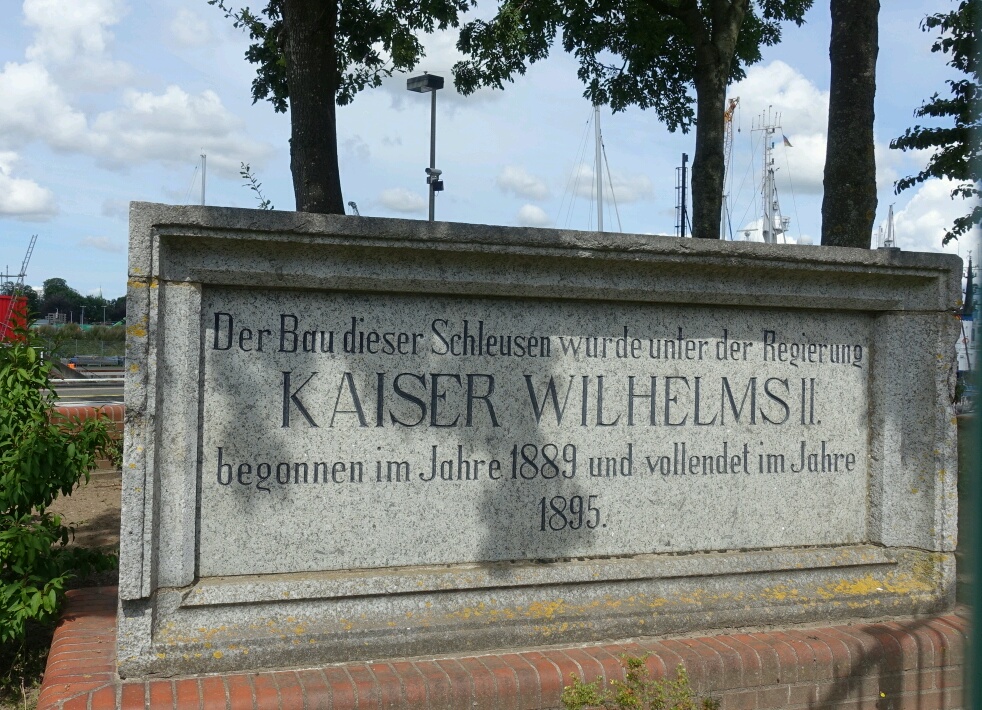 Der Bau dieser Schleusen wurde unter der Regierung
KAISER WILHELMS II.
begonnen im Jahre 1889 und vollendet im Jahre
1895.